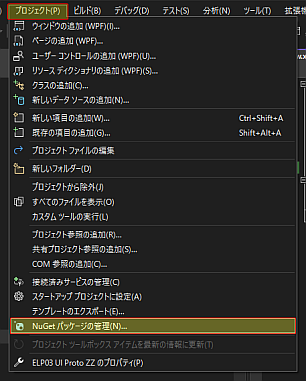 プロジェクト(P) ビルド(B) デバッグ(D) テスト(S) 分析(N) ツール(T) 拡張機
ウィンドウの追加 (WPF)(I)...
ページの追加 (WPF)...
ユーザー コントロールの追加 (WPF)(U)...
リソース ディクショナリの追加 (WPF)(S)...
クラスの追加(C)...
新しいデータ ソースの追加(N)...
新しい項目の追加(W)... Ctrl+Shift+A
既存の項目の追加(G)... Shift+Alt+A
プロジェクト ファイルの編集
新しいフォルダー(D)
プロジェクトから除外(J)
すべてのファイルを表示(O)
カスタム ツールの実行(L)
プロジェクト参照の追加(R)...
共有プロジェクト参照の追加(S)...
COM 参照の追加(C)...
接続済みサービスの管理(C)
スタートアップ プロジェクトに設定(A)
テンプレートのエクスポート(E)...
NuGet パッケージの管理(N)...
プロジェクト ツールボックス アイテムを最新の情報に更新(T)
ELP03 UI Proto ZZ のプロパティ(P)